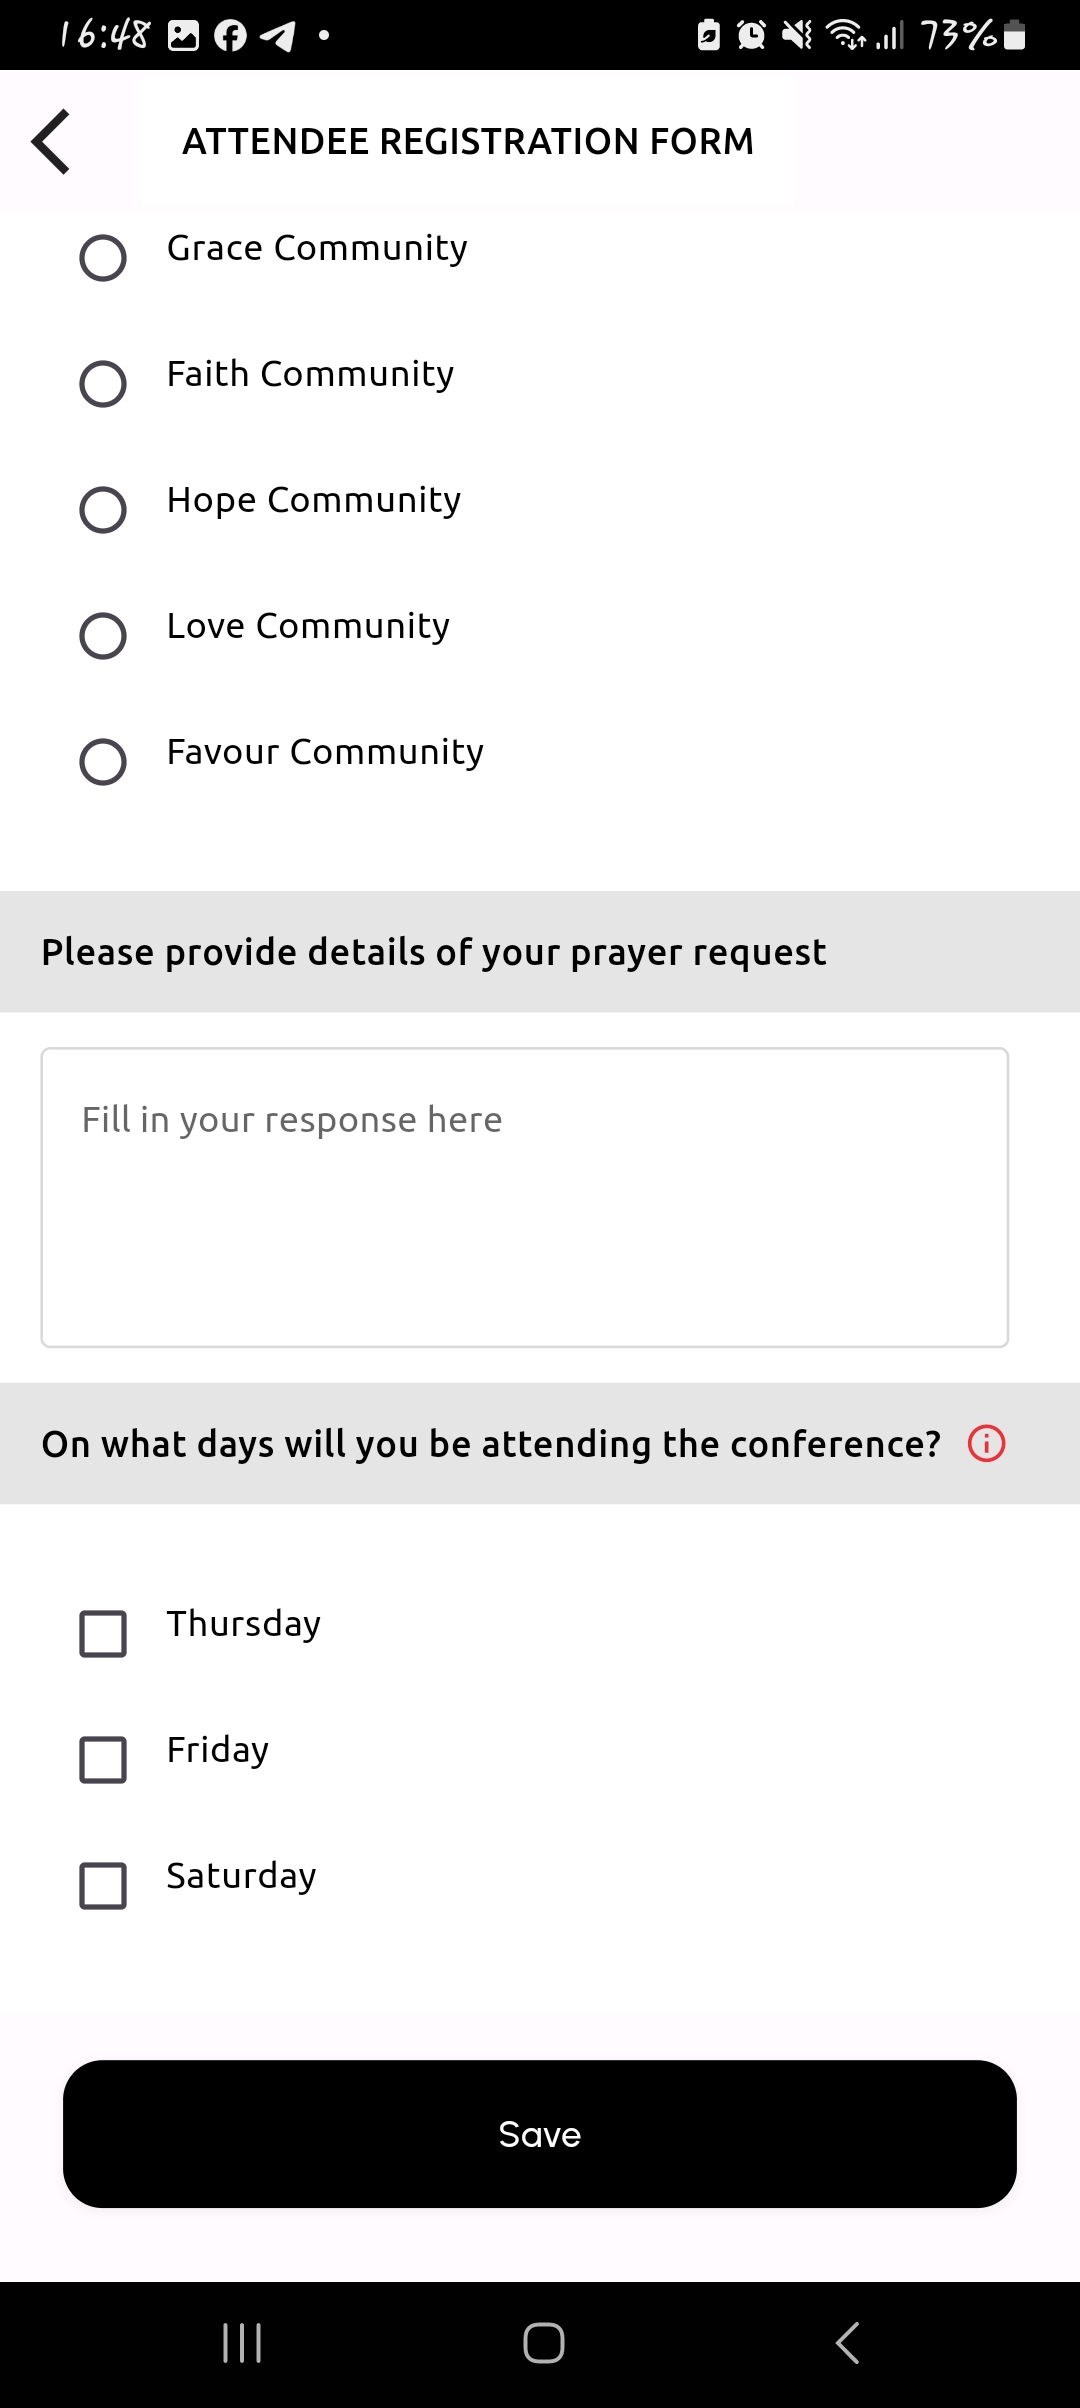 16:48 73%
ATTENDEE REGISTRATION FORM
Grace Community
Faith Community
Hope Community
Love Community
Favour Community
Please provide details of your prayer request
Fill in your response here
On what days will you be attending the conference?
Thursday
Friday
Saturday
Save